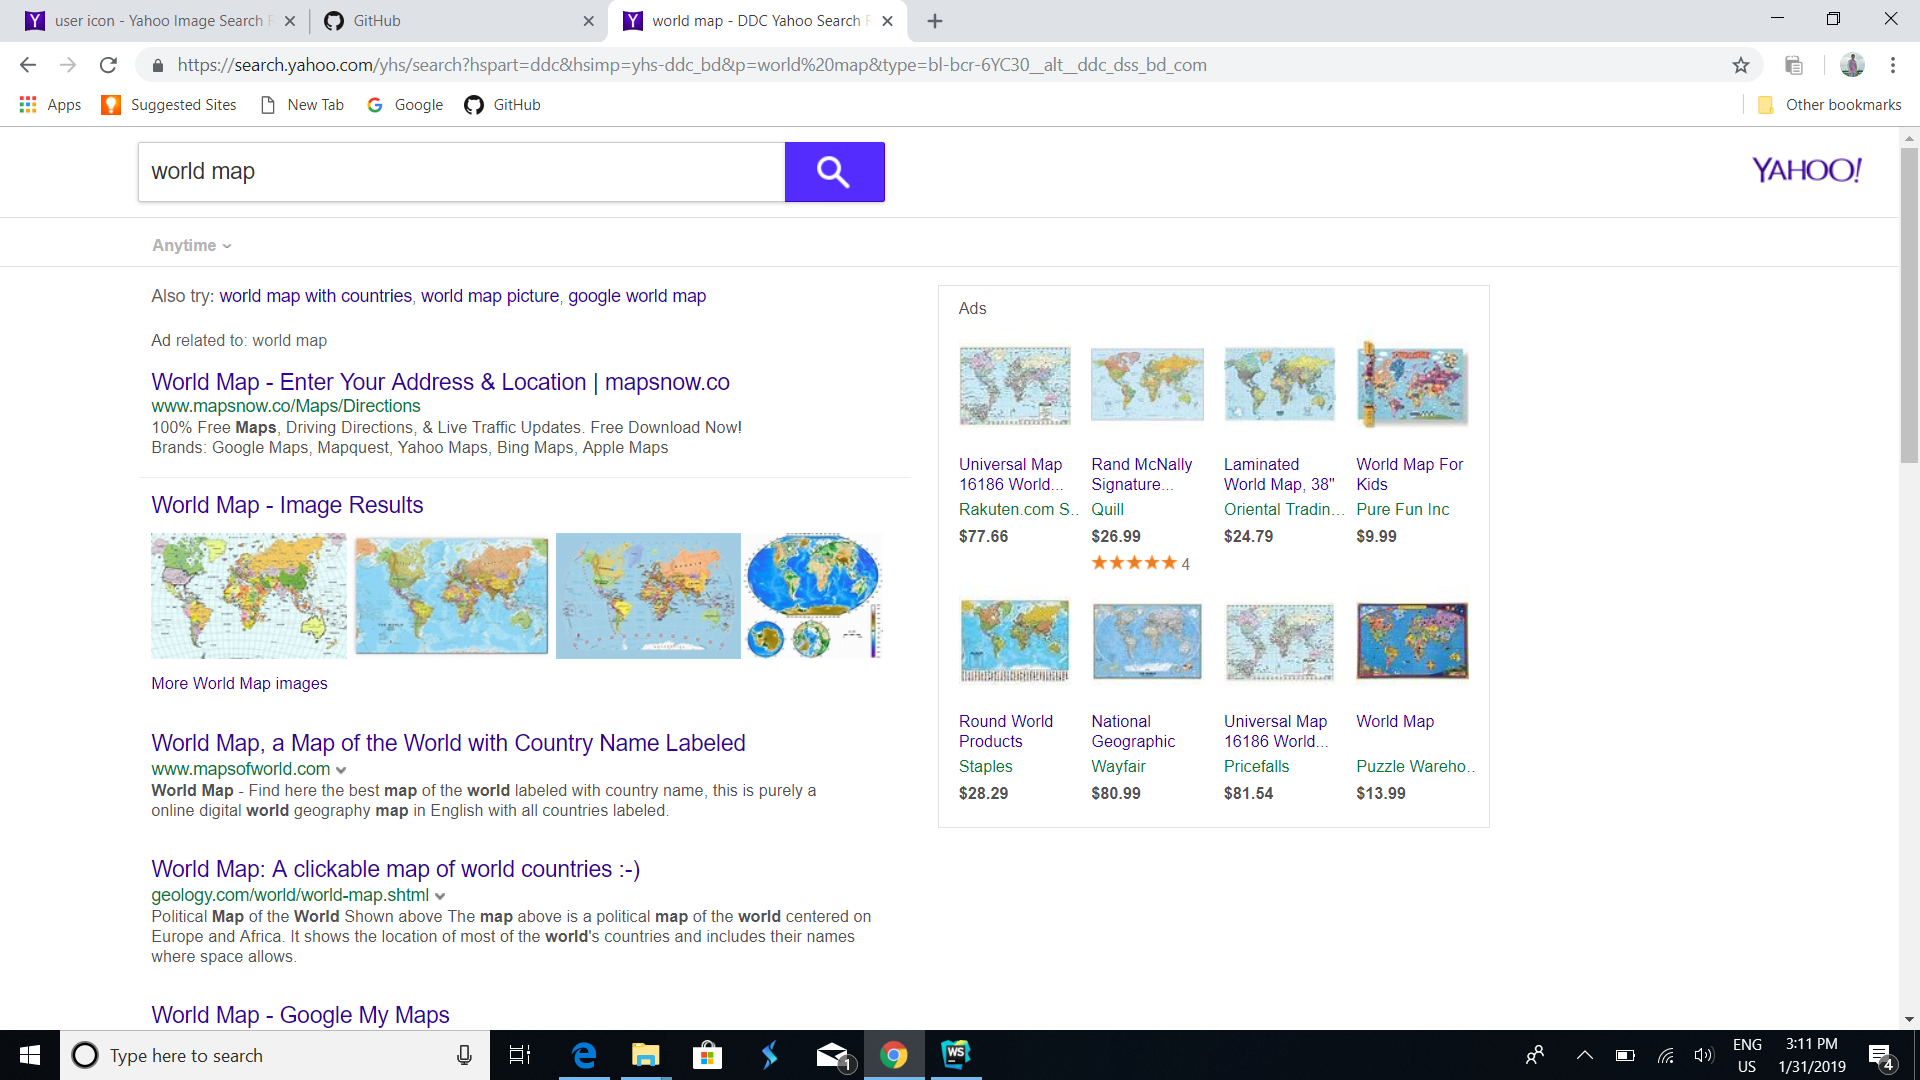 user icon - Yahoo Image Search R
GitHub
world map - DDC Yahoo Search R
https://search.yahoo.com/yhs/search?hspart=ddc&hsimp=yhs-ddc_bd&p=world%20map&type=bl-bcr-6YC30__alt__ddc_dss_bd_com
Apps
Suggested Sites
New Tab
Google
GitHub
Other bookmarks
world map
YAHOO!
Anytime
Also try: world map with countries, world map picture, google world map
Ad related to: world map
World Map - Enter Your Address & Location | mapsnow.co
www.mapsnow.co/Maps/Directions
100% Free Maps, Driving Directions, & Live Traffic Updates. Free Download Now!
Brands: Google Maps, Mapquest, Yahoo Maps, Bing Maps, Apple Maps
World Map - Image Results
More World Map images
World Map, a Map of the World with Country Name Labeled
www.mapsofworld.com
World Map - Find here the best map of the world labeled with country name, this is purely a
online digital world geography map in English with all countries labeled.
World Map: A clickable map of world countries :-)
geology.com/world/world-map.shtml
Political Map of the World Shown above The map above is a political map of the world centered on
Europe and Africa. It shows the location of most of the world's countries and includes their names
where space allows.
World Map - Google My Maps
Ads
Universal Map
16186 World...
Rakuten.com S..
$77.66
Rand McNally
Signature...
Quill
$26.99
4
Laminated
World Map, 38"
Oriental Tradin...
$24.79
World Map For
Kids
Pure Fun Inc
$9.99
Round World
Products
Staples
$28.29
National
Geographic
Wayfair
$80.99
Universal Map
16186 World...
Pricefalls
$81.54
World Map
Puzzle Wareho..
$13.99
Type here to search
1
WS
ENG
US
3:11 PM
1/31/2019
4